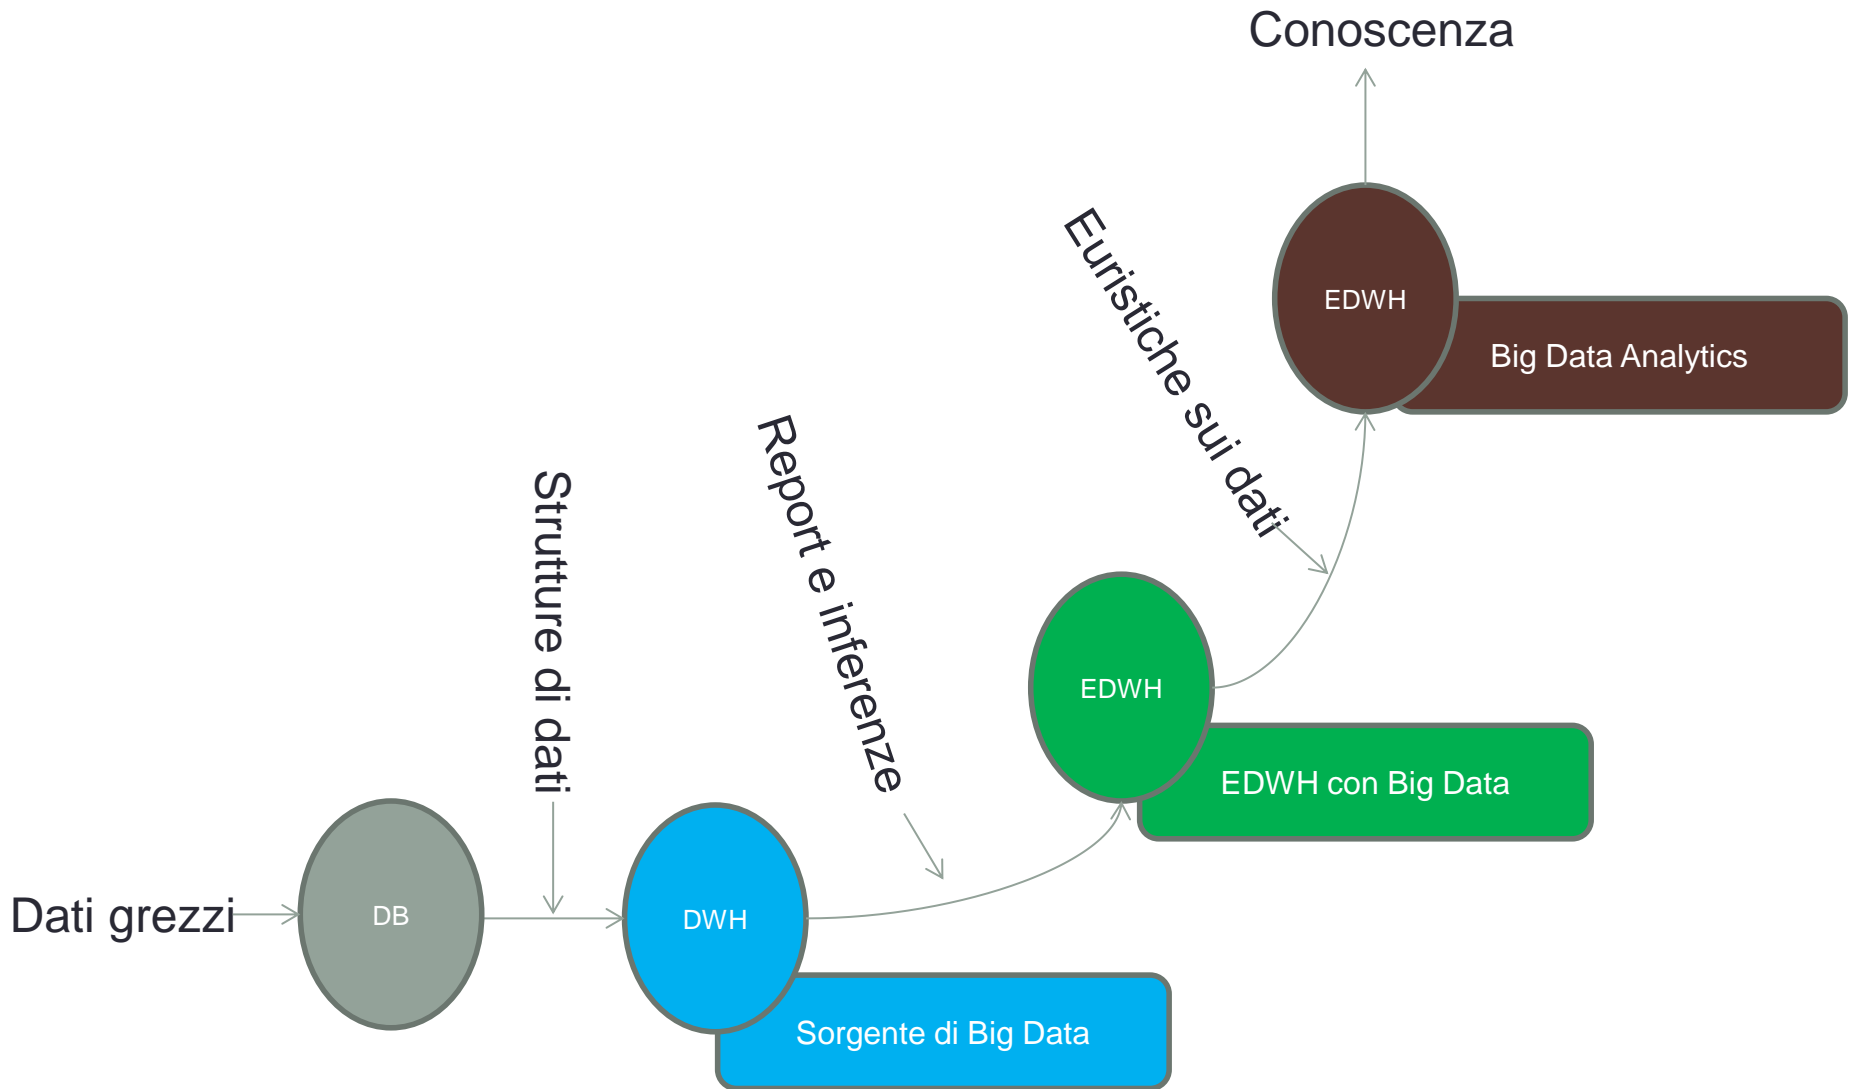 Conoscenza
EDWH
Big Data Analytics
Euristiche sui dati
Report e inferenze
Strutture di dati
EDWH
EDWH con Big Data
Dati grezzi
DB
DWH
Sorgente di Big Data